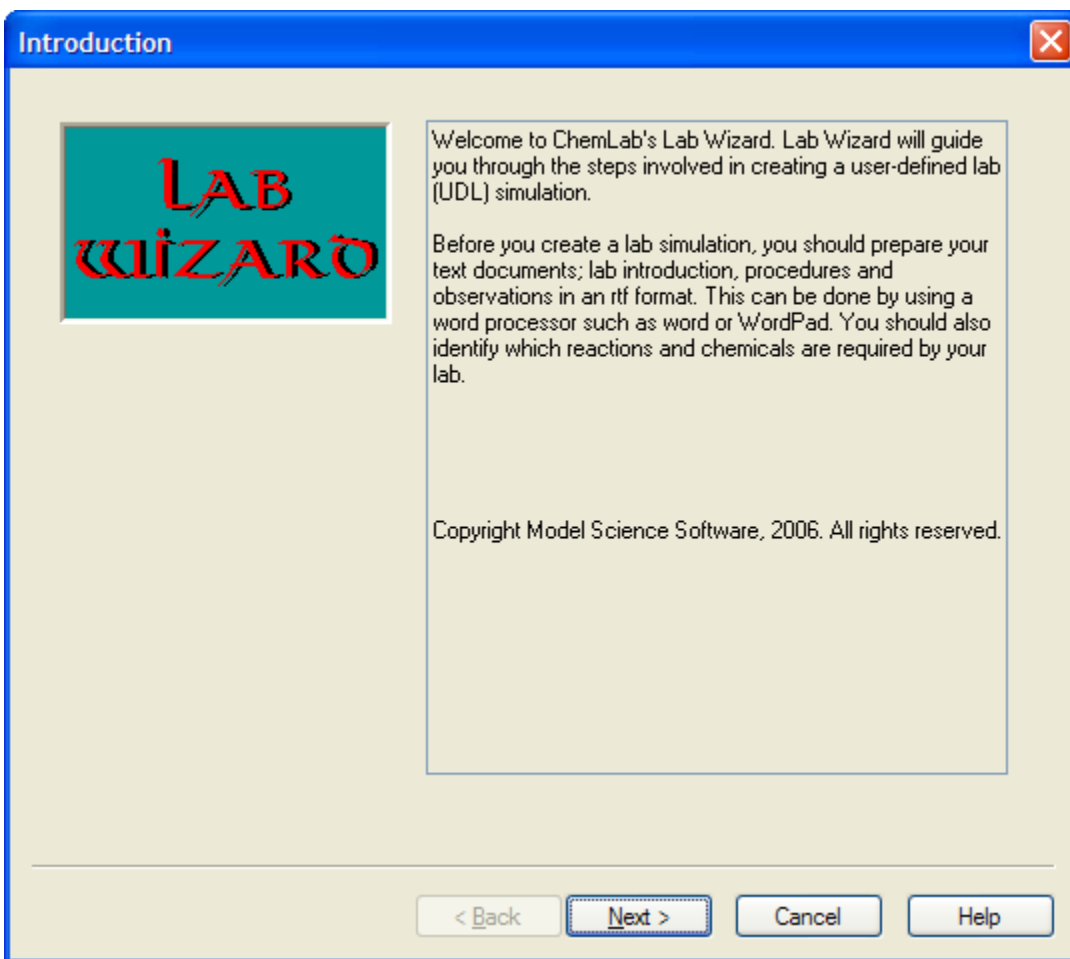 Introduction
LAB
WIZARD
Welcome to ChemLab's Lab Wizard. Lab Wizard will guide
you through the steps involved in creating a user-defined lab
(UDL) simulation.
Before you create a lab simulation, you should prepare your
text documents; lab introduction, procedures and
observations in an rtf format. This can be done by using a
word processor such as word or WordPad. You should also
identify which reactions and chemicals are required by your
lab.
Copyright Model Science Software, 2006. All rights reserved.
< Back Next > Cancel Help